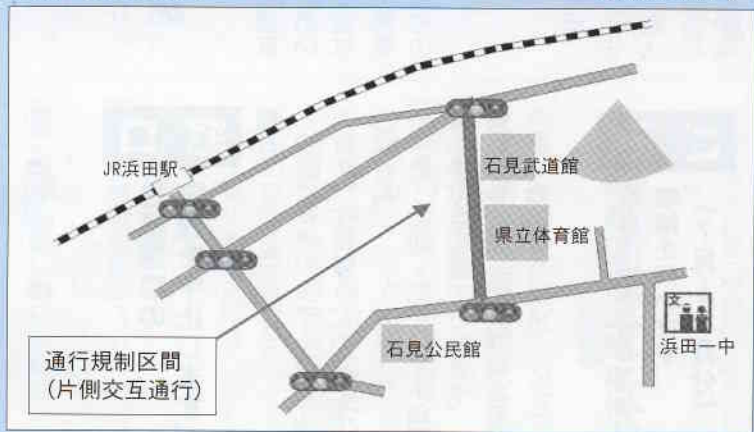 JR浜田駅
石見武道館
県立体育館
石見公民館
文
浜田一中
通行規制区間
(片側交互通行)